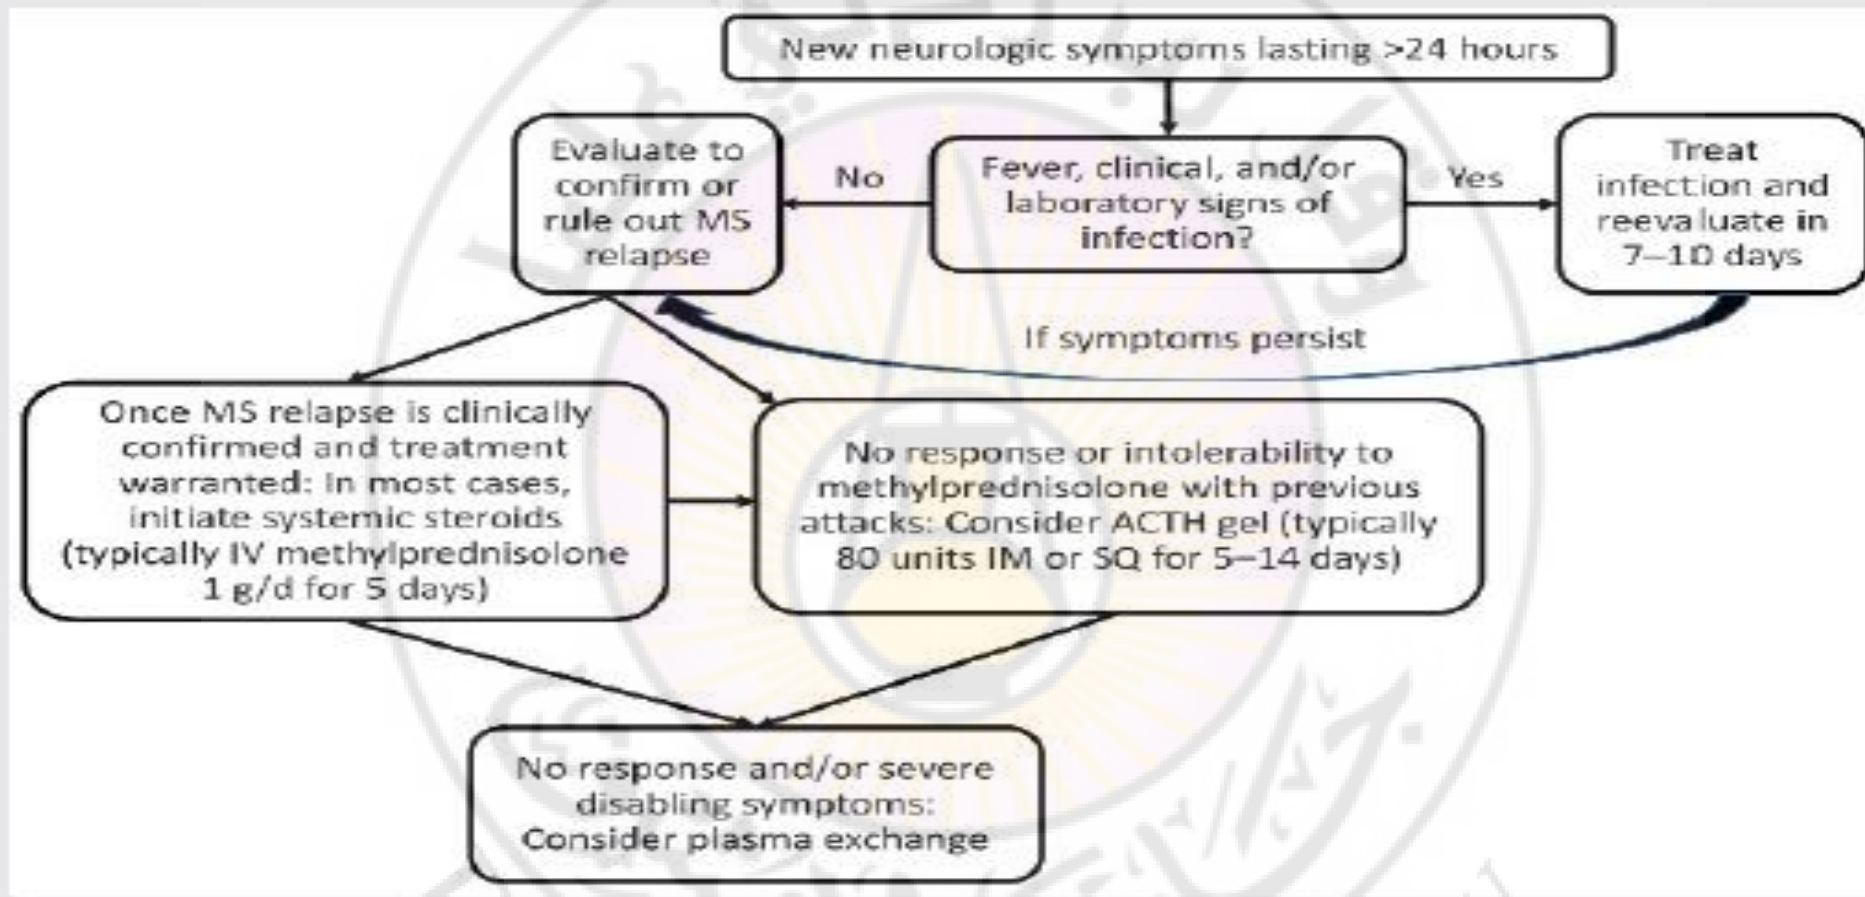 New neurologic symptoms lasting >24 hours
Evaluate to
confirm or
rule out MS
relapse
No
Fever, clinical, and/or
laboratory signs of
infection?
Yes
Treat
infection and
reevaluate in
7–10 days
If symptoms persist
Once MS relapse is clinically
confirmed and treatment
warranted: In most cases,
initiate systemic steroids
(typically IV methylprednisolone
1 g/d for 5 days)
No response or intolerability to
methylprednisolone with previous
attacks: Consider ACTH gel (typically
80 units IM or SQ for 5–14 days)
No response and/or severe
disabling symptoms:
Consider plasma exchange